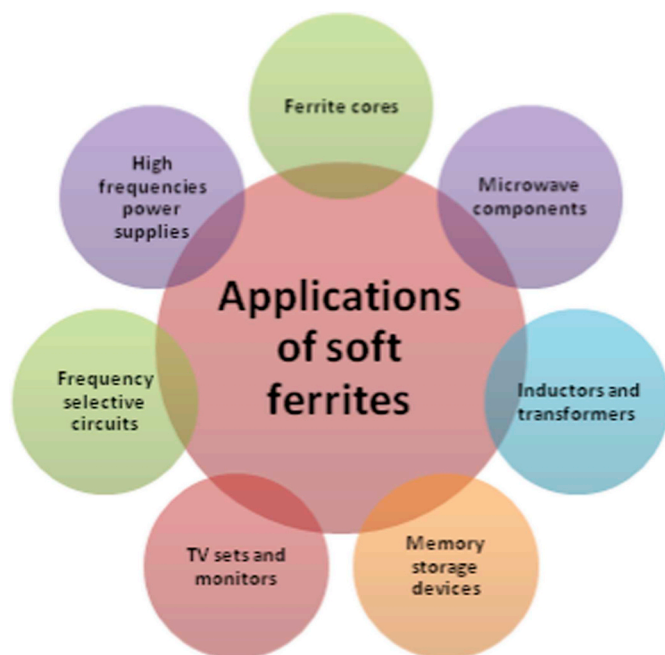 Ferrite cores
High
frequencies
power
supplies
Microwave
components
Applications
of soft
ferrites
Frequency
selective
circuits
Inductors and
transformers
TV sets and
monitors
Memory
storage
devices